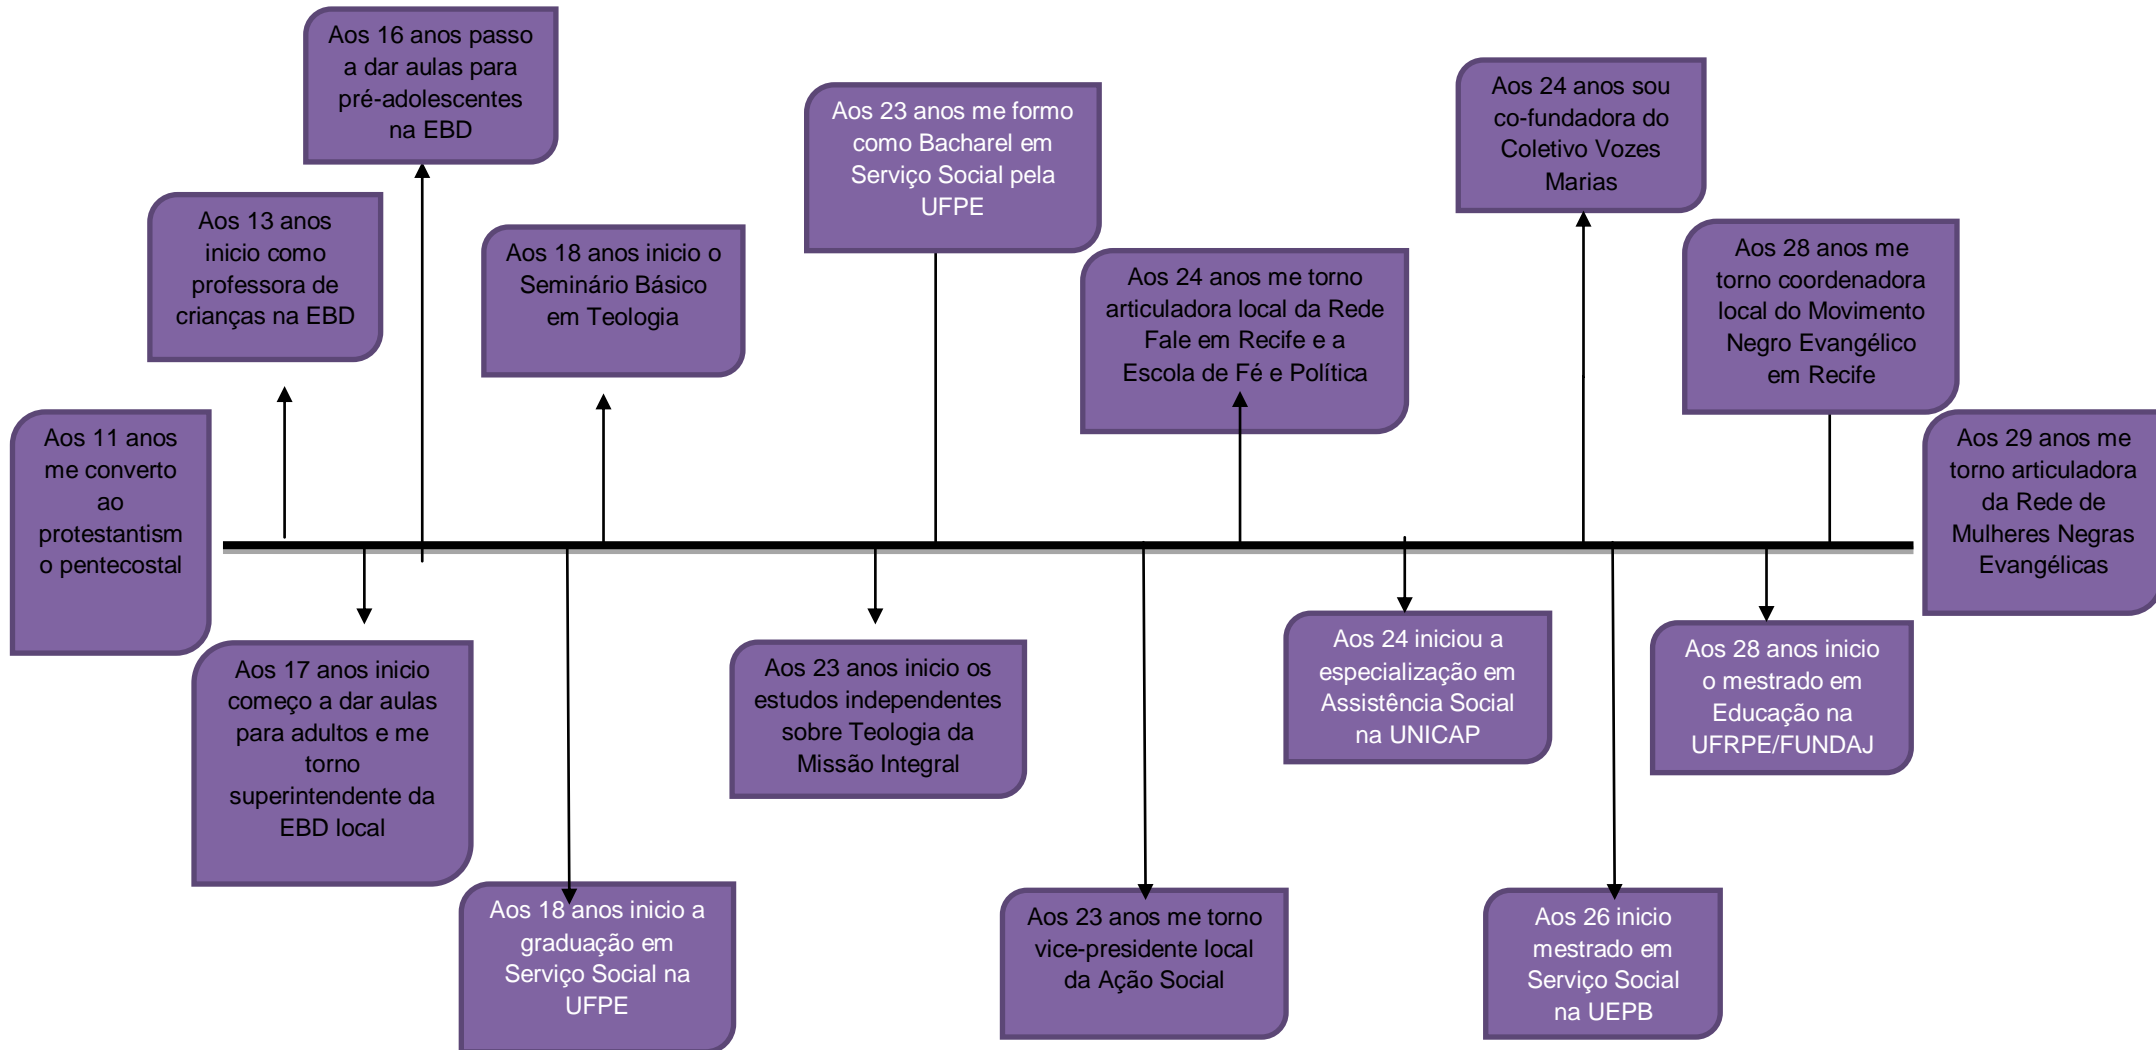 Aos 11 anos
me converto
ao
protestantism
o pentecostal
Aos 13 anos
inicio como
professora de
crianças na EBD
Aos 16 anos passo
a dar aulas para
pré-adolescentes
na EBD
Aos 17 anos inicio
começo a dar aulas
para adultos e me
torno
superintendente da
EBD local
Aos 18 anos inicio a
graduação em
Serviço Social na
UFPE
Aos 18 anos inicio o
Seminário Básico
em Teologia
Aos 23 anos inicio os
estudos independentes
sobre Teologia da
Missão Integral
Aos 23 anos me formo
como Bacharel em
Serviço Social pela
UFPE
Aos 23 anos me torno
vice-presidente local
da Ação Social
Aos 24 anos me torno
articuladora local da Rede
Fale em Recife e a
Escola de Fé e Política
Aos 24 iniciou a
especialização em
Assistência Social
na UNICAP
Aos 24 anos sou
co-fundadora do
Coletivo Vozes
Marias
Aos 26 inicio
mestrado em
Serviço Social
na UEPB
Aos 28 anos inicio
o mestrado em
Educação na
UFRPE/FUNDAJ
Aos 28 anos me
torno coordenadora
local do Movimento
Negro Evangélico
em Recife
Aos 29 anos me
torno articuladora
da Rede de
Mulheres Negras
Evangélicas